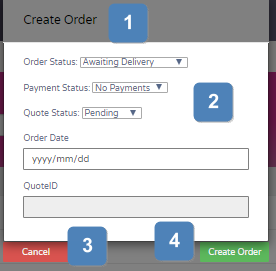 Create Order
1
Order Status: Awaiting Delivery
Payment Status: No Payments
2
Quote Status: Pending
Order Date
yyyy/mm/dd
QuoteID
Cancel
3
4
Create Order